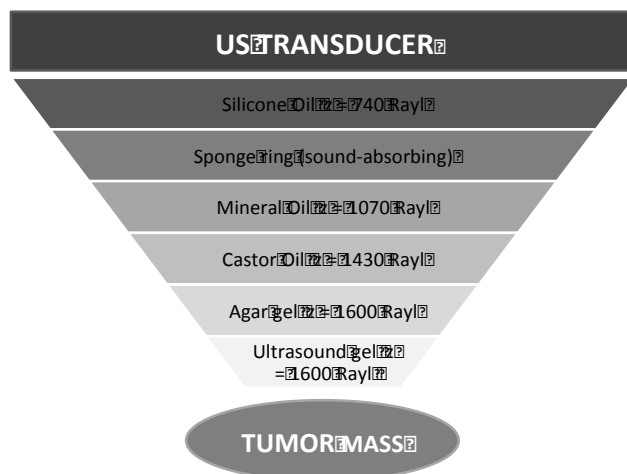 US TRANSDUCER
Silicone Oil z = 740 Rayl
Sponge ring (sound-absorbing)
Mineral Oil z = 1070 Rayl
Castor Oil z = 1430 Rayl
Agar gel z = 1600 Rayl
Ultrasound gel z
= 1600 Rayl
TUMOR MASS